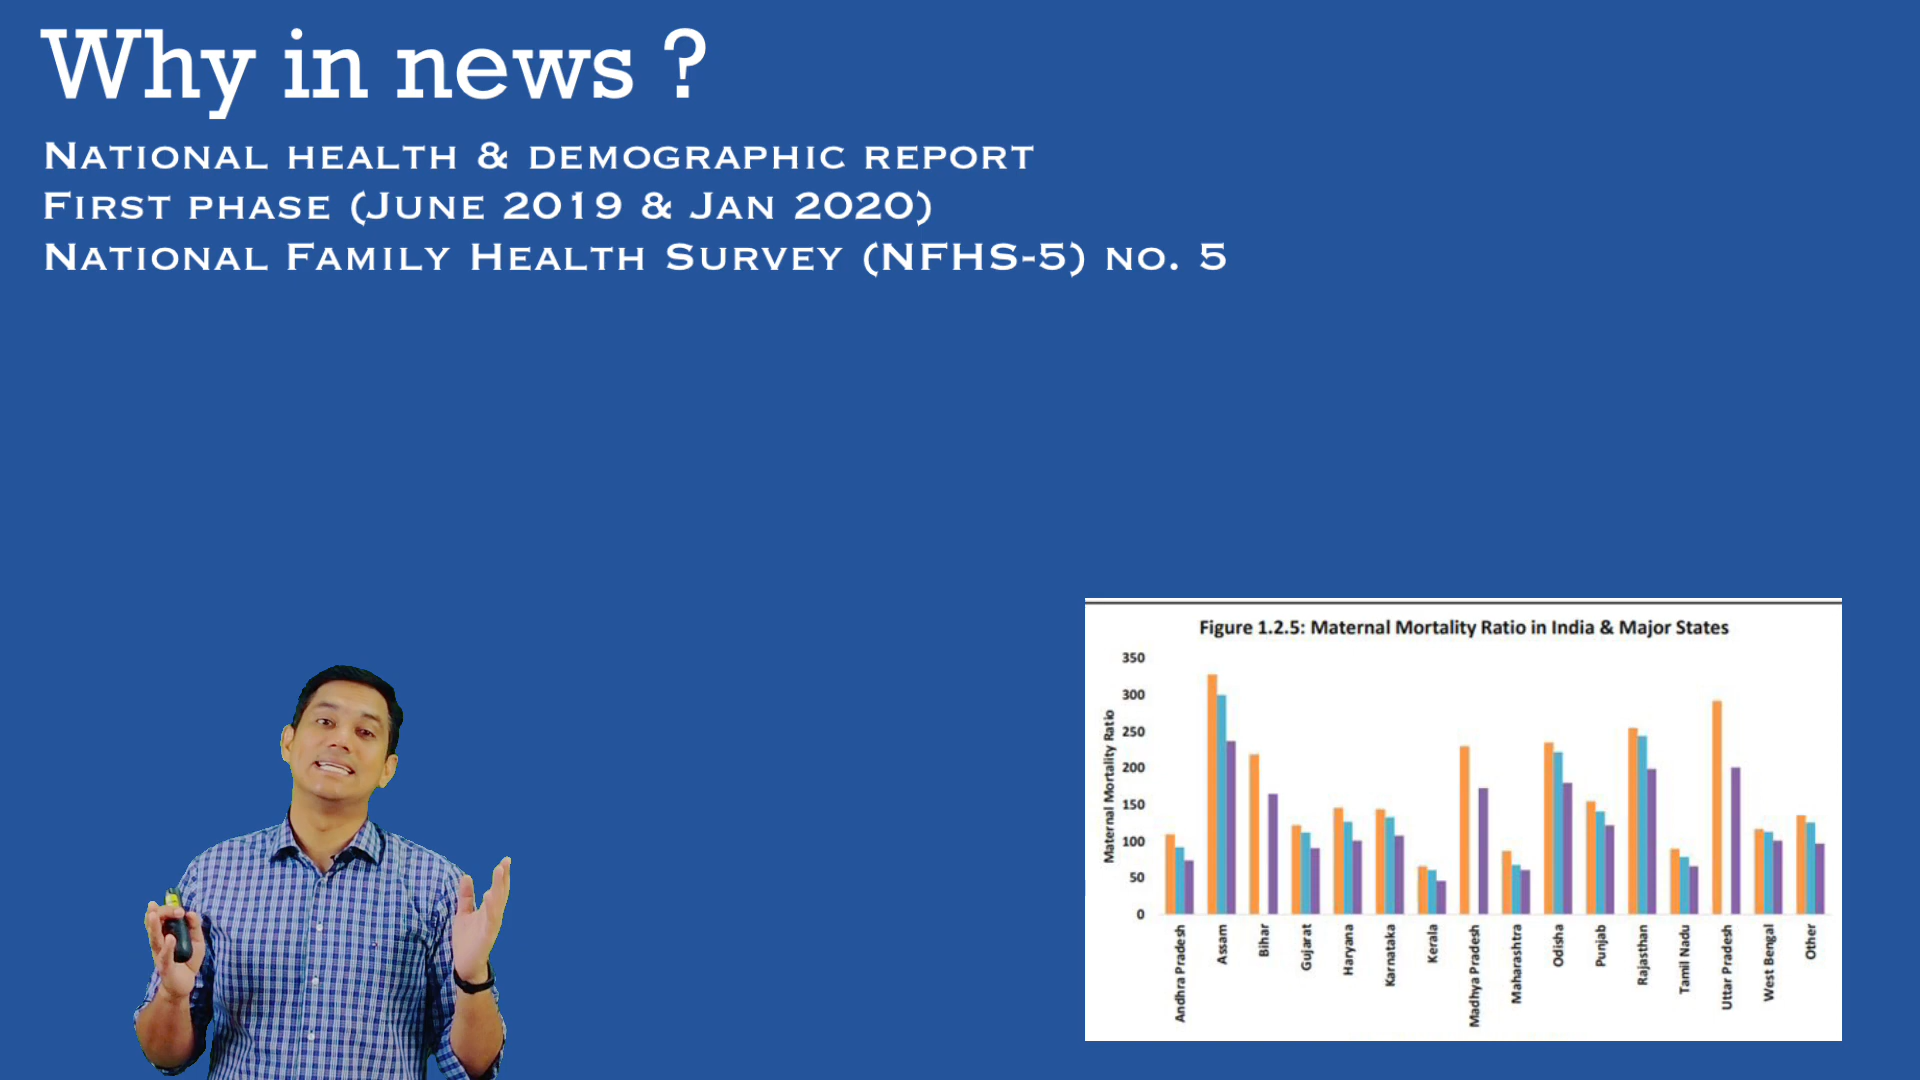 Why in news ?
National health & demographic report
First phase (June 2019 & Jan 2020)
National Family Health Survey (NFHS-5) no. 5
Figure 1.2.5: Maternal Mortality Ratio in India & Major States
Maternal Mortality Ratio
350
300
250
200
150
100
50
0
Andhra Pradesh
Assam
Bihar
Gujarat
Haryana
Karnataka
Kerala
Madhya Pradesh
Maharashtra
Odisha
Punjab
Rajasthan
Tamil Nadu
Uttar Pradesh
West Bengal
Other